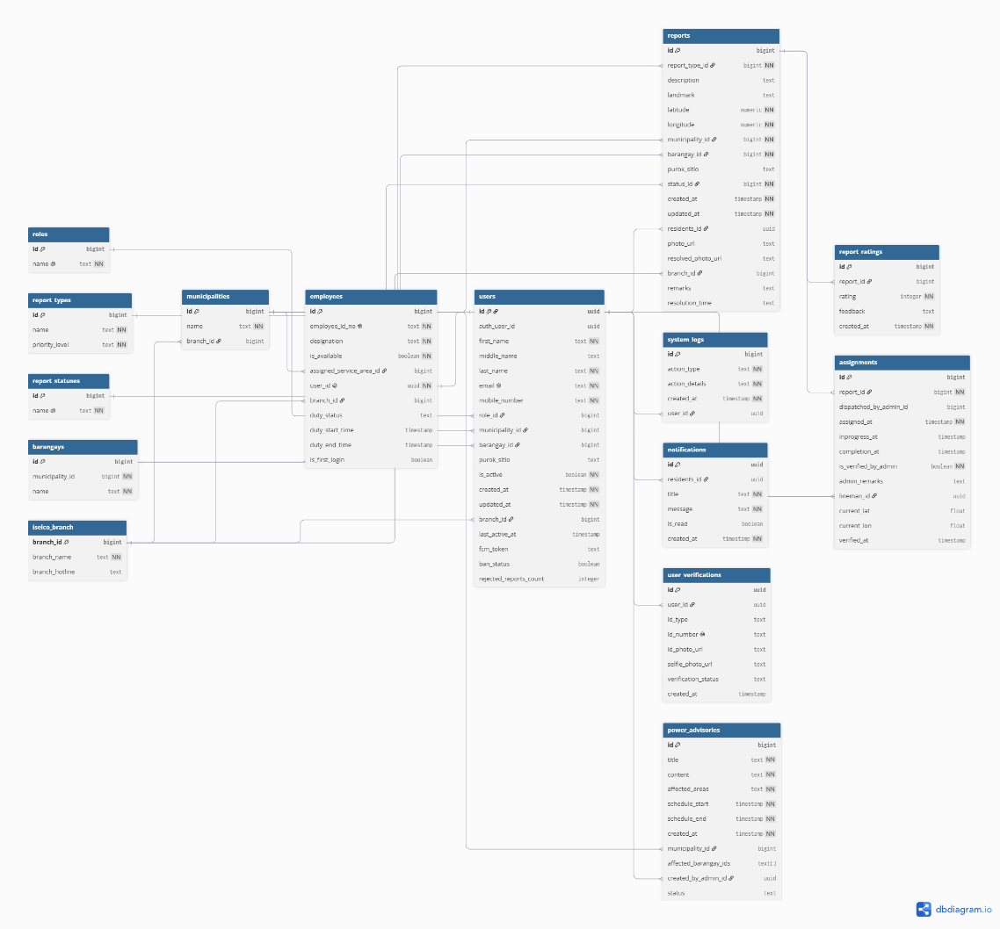 reports
id bigint
report_type_id bigint NN
description text
landmark text
latitude numeric NN
longitude numeric NN
municipality_id bigint NN
barangay_id bigint NN
purok_sitio text
status_id bigint NN
created_at timestamp NN
updated_at timestamp NN
residents_id uuid
photo_url text
resolved_photo_url text
branch_id bigint
remarks text
resolution_time text
roles
id bigint
name text NN
report_types
id bigint
name text NN
priority_level text NN
report_statuses
id bigint
name text NN
barangays
id bigint
municipality_id bigint NN
name text NN
iselco_branch
branch_id bigint
branch_name text NN
branch_hotline text
municipalities
id bigint
name text NN
branch_id bigint
employees
id bigint
employee_id_no text NN
designation text NN
is_available boolean NN
assigned_service_area_id bigint
user_id uuid NN
branch_id bigint
duty_status text
duty_start_time timestamp
duty_end_time timestamp
is_first_login boolean
users
id uuid
auth_user_id uuid
first_name text NN
middle_name text
last_name text NN
email text NN
mobile_number text NN
role_id bigint
municipality_id bigint
barangay_id bigint
purok_sitio text
is_active boolean NN
created_at timestamp NN
updated_at timestamp NN
branch_id bigint
last_active_at timestamp
fcm_token text
ban_status boolean
rejected_reports_count integer
system_logs
id bigint
action_type text NN
action_details text NN
created_at timestamp NN
user_id uuid
notifications
id uuid
residents_id uuid
title text NN
message text NN
is_read boolean
created_at timestamp NN
user_verifications
id uuid
user_id uuid
id_type text
id_number text
id_photo_url text
selfie_photo_url text
verification_status text
created_at timestamp
power_advisories
id bigint
title text NN
content text NN
affected_areas text NN
schedule_start timestamp NN
schedule_end timestamp NN
created_at timestamp NN
municipality_id bigint
affected_barangay_ids text[]
created_by_admin_id uuid
status text
report_ratings
id bigint
report_id bigint
rating integer NN
feedback text
created_at timestamp NN
assignments
id bigint
report_id bigint NN
dispatched_by_admin_id bigint
assigned_at timestamp NN
inprogress_at timestamp
completion_at timestamp
is_verified_by_admin boolean NN
admin_remarks text
lineman_id uuid
current_lat float
current_lon float
verified_at timestamp
dbdiagram.io